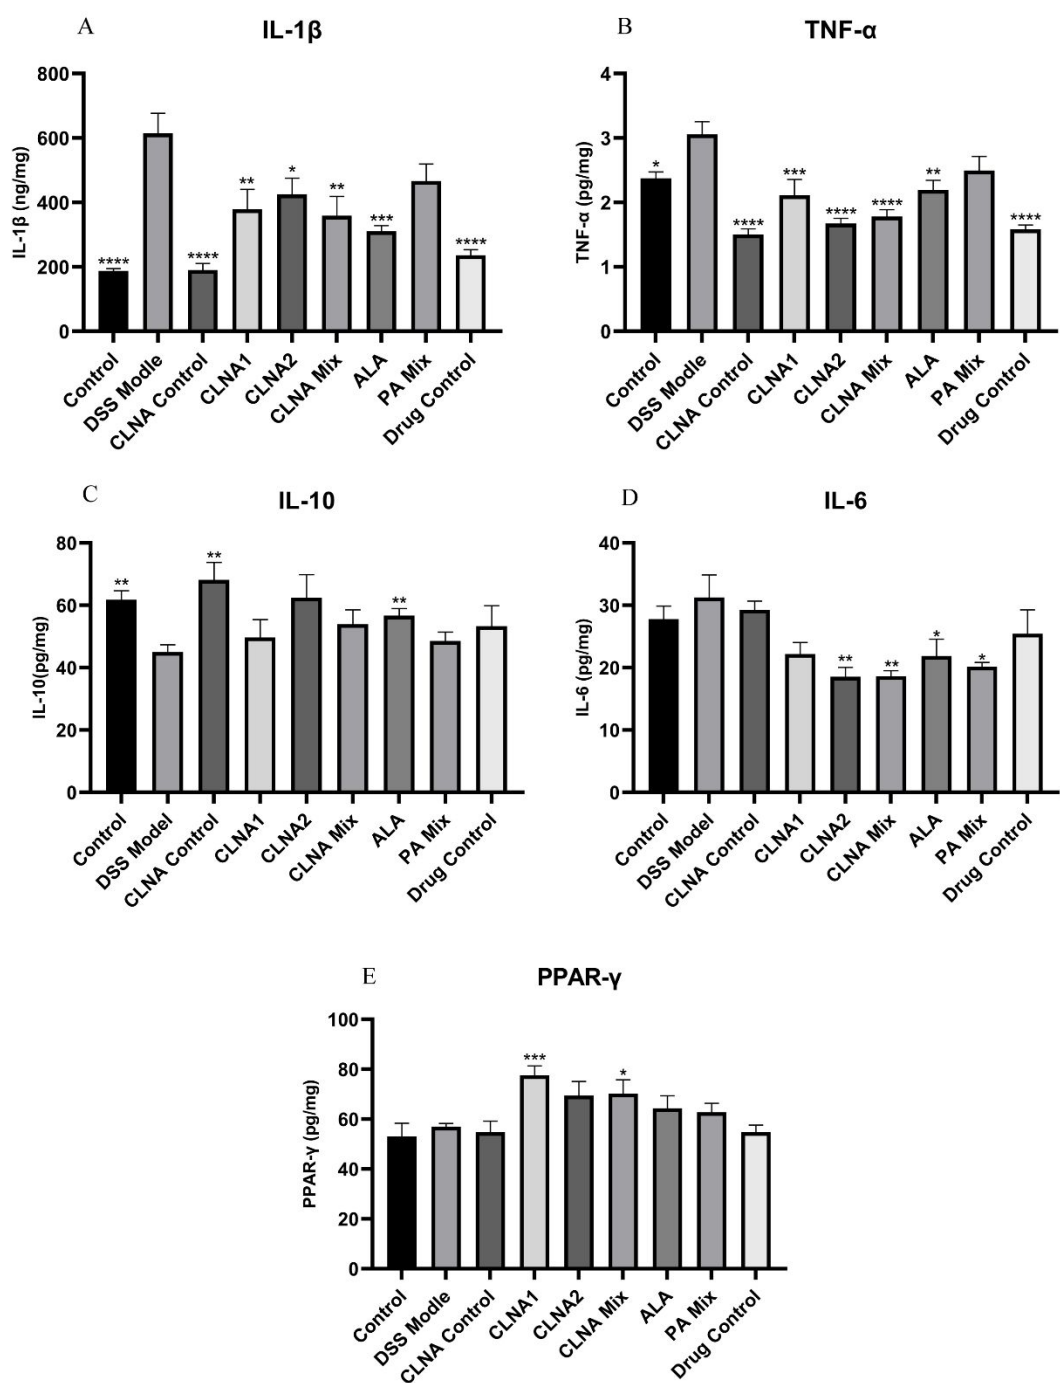 A
IL-1β
IL-1β (ng/mg)
800
600
400
200
0
****
****
**
*
**
***
****
Control
DSS Modle
CLNA Control
CLNA1
CLNA2
CLNA Mix
ALA
PA Mix
Drug Control
B
TNF-α
TNF-α (pg/mg)
4
3
2
1
0
*
****
***
****
****
**
****
Control
DSS Modle
CLNA Control
CLNA1
CLNA2
CLNA Mix
ALA
PA Mix
Drug Control
C
IL-10
IL-10(pg/mg)
80
60
40
20
0
**
**
**
Control
DSS Model
CLNA Control
CLNA1
CLNA2
CLNA Mix
ALA
PA Mix
Drug Control
D
IL-6
IL-6 (pg/mg)
40
30
20
10
0
**
**
*
*
Control
DSS Model
CLNA Control
CLNA1
CLNA2
CLNA Mix
ALA
PA Mix
Drug Control
E
PPAR-γ
PPAR-γ (pg/mg)
100
80
60
40
20
0
***
*
Control
DSS Modle
CLNA Control
CLNA1
CLNA2
CLNA Mix
ALA
PA Mix
Drug Control